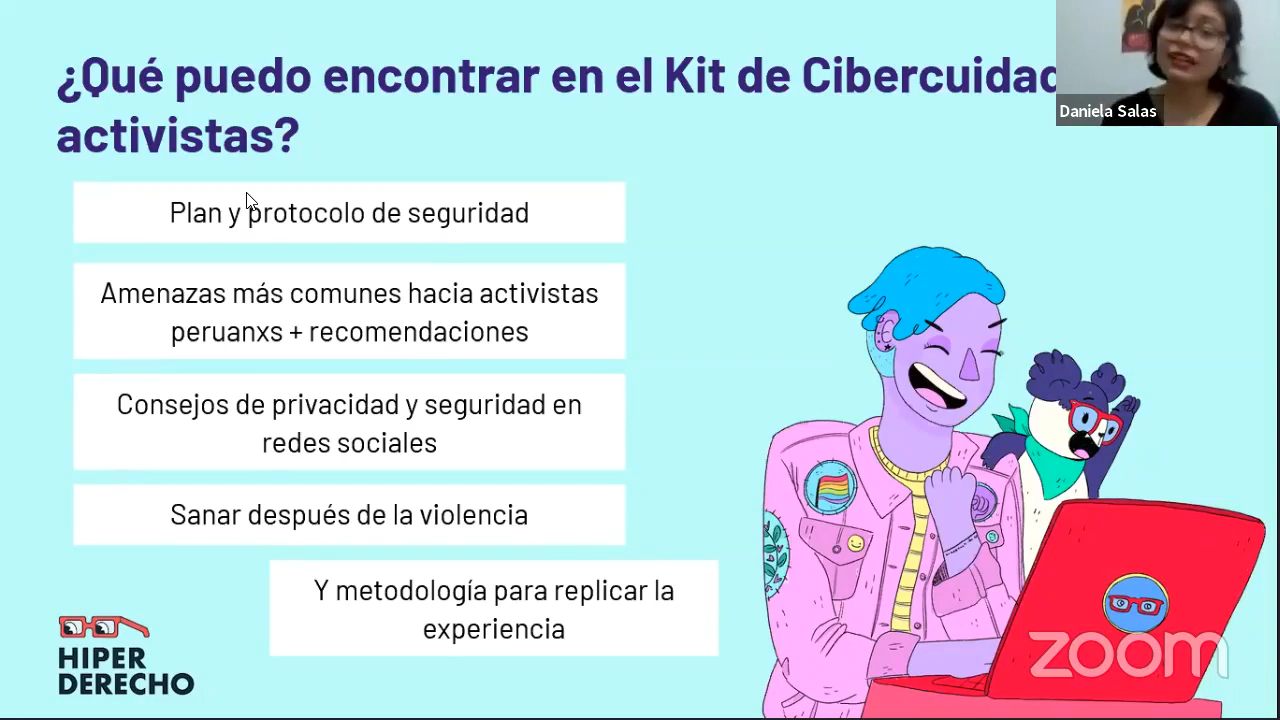 ¿Qué puedo encontrar en el Kit de Cibercuidad
activistas?
Daniela Salas
Plan y protocolo de seguridad
Amenazas más comunes hacia activistas
peruanxs + recomendaciones
Consejos de privacidad y seguridad en
redes sociales
Sanar después de la violencia
Y metodología para replicar la
experiencia
HIPER
DERECHO
zoom